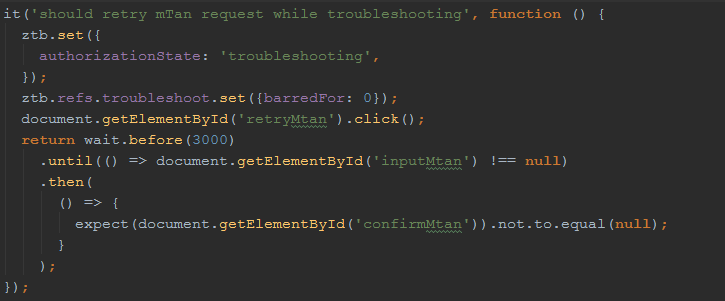 it('should retry mTan request while troubleshooting', function () {
  ztb.set({
    authorizationState: 'troubleshooting',
  });
  ztb.refs.troubleshoot.set({barredFor: 0});
  document.getElementById('retryMtan').click();
  return wait.before(3000)
    .until(() => document.getElementById('inputMtan') !== null)
    .then(
      () => {
        expect(document.getElementById('confirmMtan')).not.to.equal(null);
      }
    );
});